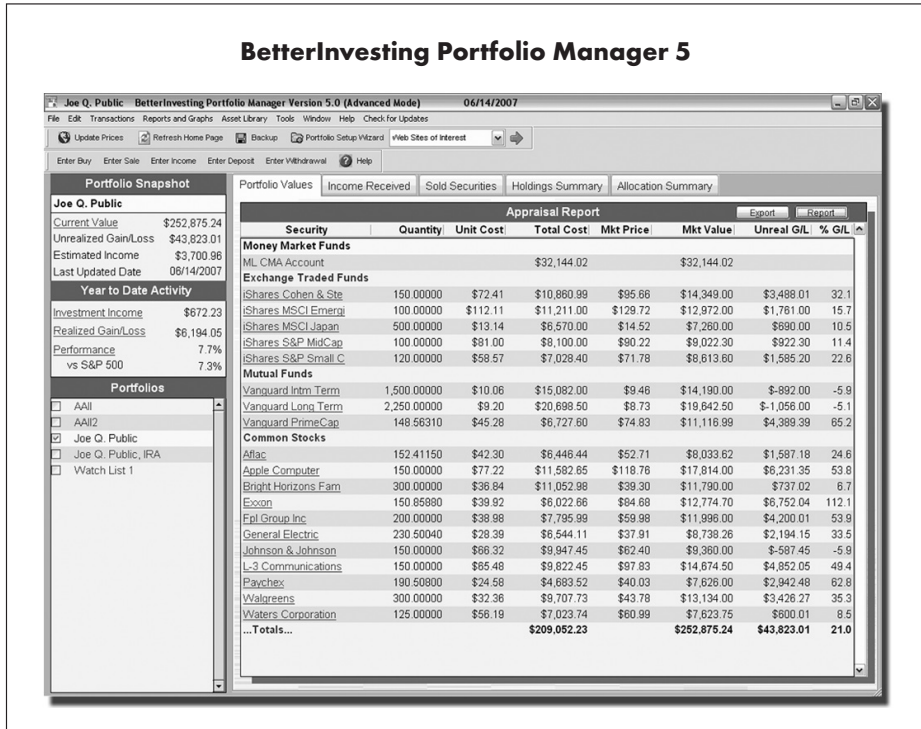 BetterInvesting Portfolio Manager 5
Joe Q. Public BetterInvesting Portfolio Manager Version 5.0 (Advanced Mode) 06/14/2007
File Edit Transactions Reports and Graphs Asset Library Tools Window Help Check for Updates
Update Prices Refresh Home Page Backup Portfolio Setup Wizard Web Sites of Interest
Enter Buy Enter Sale Enter Income Enter Deposit Enter Withdrawal Help
Portfolio Snapshot
Joe Q. Public
Current Value $252,875.24
Unrealized Gain/Loss $43,823.01
Estimated Income $3,700.96
Last Updated Date 06/14/2007
Year to Date Activity
Investment Income $672.23
Realized Gain/Loss $6,194.05
Performance 7.7%
vs S&P 500 7.3%
Portfolios
AAII
AAII2
Joe Q. Public
Joe Q. Public, IRA
Watch List 1
Portfolio Values Income Received Sold Securities Holdings Summary Allocation Summary
Appraisal Report Export Report
Security Quantity Unit Cost Total Cost Mkt Price Mkt Value Unreal G/L % G/L
Money Market Funds
ML CMA Account $32,144.02 $32,144.02
Exchange Traded Funds
iShares Cohen & Ste 150.00000 $72.41 $10,860.99 $95.66 $14,349.00 $3,488.01 32.1
iShares MSCI Emergi 100.00000 $112.11 $11,211.00 $129.72 $12,972.00 $1,761.00 15.7
iShares MSCI Japan 500.00000 $13.14 $6,570.00 $14.52 $7,260.00 $690.00 10.5
iShares S&P MidCap 100.00000 $81.00 $8,100.00 $90.22 $9,022.30 $922.30 11.4
iShares S&P Small C 120.00000 $58.57 $7,028.40 $71.78 $8,613.60 $1,585.20 22.6
Mutual Funds
Vanguard Intm Term 1,500.00000 $10.06 $15,082.00 $9.46 $14,190.00 $-892.00 -5.9
Vanguard Long Term 2,250.00000 $9.20 $20,698.50 $8.73 $19,642.50 $-1,056.00 -5.1
Vanguard PrimeCap 148.56310 $45.28 $6,727.60 $74.83 $11,116.99 $4,389.39 65.2
Common Stocks
Aflac 152.41150 $42.30 $6,446.44 $52.71 $8,033.62 $1,587.18 24.6
Apple Computer 150.00000 $77.22 $11,582.65 $118.76 $17,814.00 $6,231.35 53.8
Bright Horizons Fam 300.00000 $36.84 $11,052.98 $39.30 $11,790.00 $737.02 6.7
Exxon 150.85880 $39.92 $6,022.66 $84.68 $12,774.70 $6,752.04 112.1
Fpl Group Inc 200.00000 $38.98 $7,795.99 $59.98 $11,996.00 $4,200.01 53.9
General Electric 230.50040 $28.39 $6,544.11 $37.91 $8,738.26 $2,194.15 33.5
Johnson & Johnson 150.00000 $66.32 $9,947.45 $62.40 $9,360.00 $-587.45 -5.9
L-3 Communications 150.00000 $65.48 $9,822.45 $97.83 $14,674.50 $4,852.05 49.4
Paychex 190.50800 $24.58 $4,683.52 $40.03 $7,626.00 $2,942.48 62.8
Walgreens 300.00000 $32.36 $9,707.73 $43.78 $13,134.00 $3,426.27 35.3
Waters Corporation 125.00000 $56.19 $7,023.74 $60.99 $7,623.75 $600.01 8.5
...Totals... $209,052.23 $252,875.24 $43,823.01 21.0